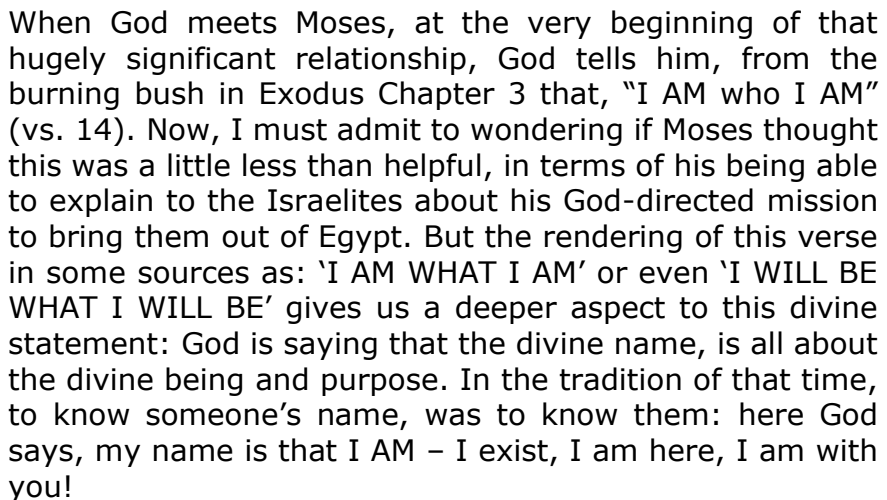 When God meets Moses, at the very beginning of that
hugely significant relationship, God tells him, from the
burning bush in Exodus Chapter 3 that, “I AM who I AM”
(vs. 14). Now, I must admit to wondering if Moses thought
this was a little less than helpful, in terms of his being able
to explain to the Israelites about his God-directed mission
to bring them out of Egypt. But the rendering of this verse
in some sources as: ‘I AM WHAT I AM’ or even ‘I WILL BE
WHAT I WILL BE’ gives us a deeper aspect to this divine
statement: God is saying that the divine name, is all about
the divine being and purpose. In the tradition of that time,
to know someone’s name, was to know them: here God
says, my name is that I AM – I exist, I am here, I am with
you!